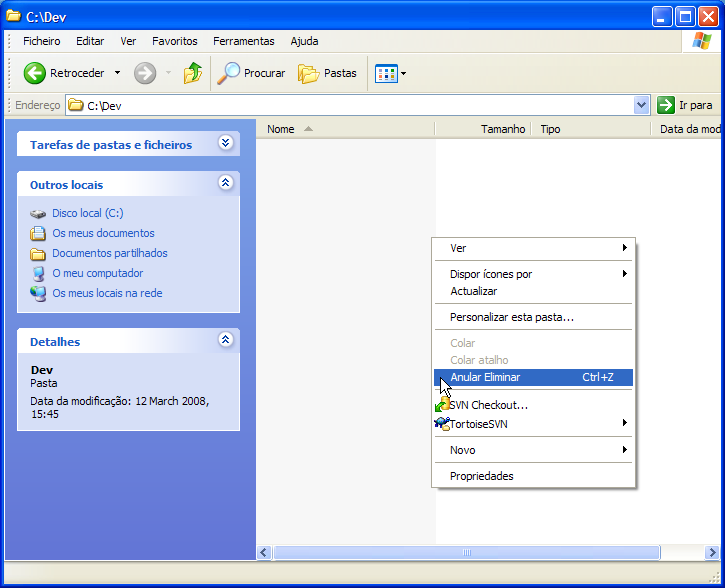 C:\Dev
Ficheiro Editar Ver Favoritos Ferramentas Ajuda
Retroceder Procurar Pastas
Endereço C:\Dev Ir para
Tarefas de pastas e ficheiros
Outros locais
Disco local (C:)
Os meus documentos
Documentos partilhados
O meu computador
Os meus locais na rede
Detalhes
Dev
Pasta
Data da modificação: 12 March 2008,
15:45
Nome Tamanho Tipo Data da mod
Ver
Dispor ícones por
Actualizar
Personalizar esta pasta...
Colar
Colar atalho
Anular Eliminar Ctrl+Z
SVN Checkout...
TortoiseSVN
Novo
Propriedades